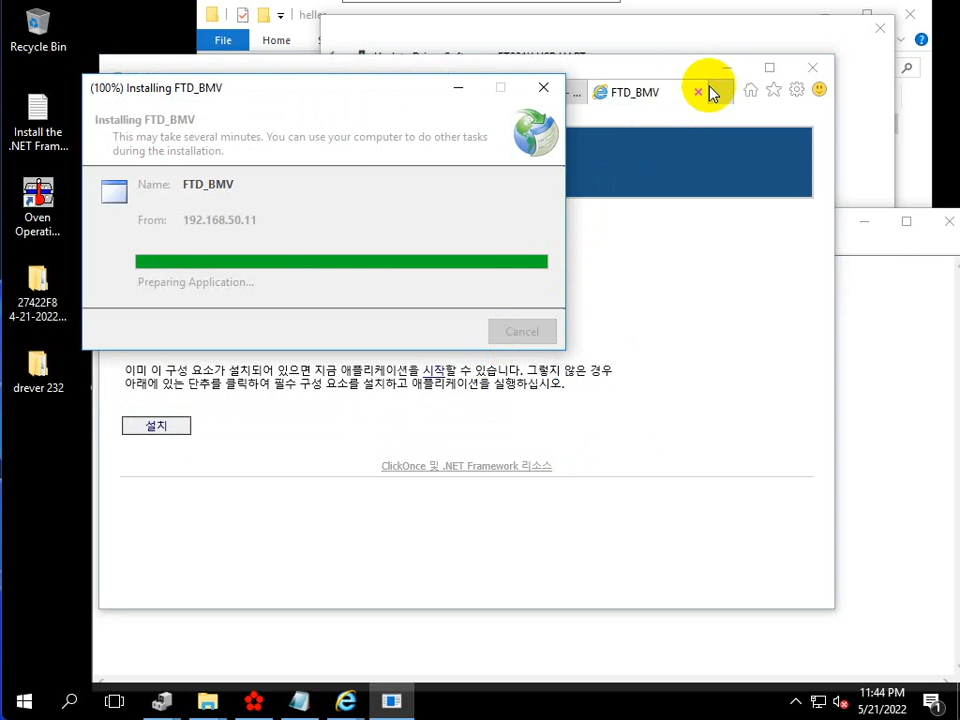 Recycle Bin
helle
File
Home
(100%) Installing FTD_BMV
... FTD_BMV
Installing FTD_BMV
This may take several minutes. You can use your computer to do other tasks
during the installation.
Install the
.NET Fram...
Name: FTD_BMV
From: 192.168.50.11
Oven
Operati...
Preparing Application...
27422F8
4-21-2022...
Cancel
drever 232
이미 이 구성 요소가 설치되어 있으면 지금 애플리케이션을 시작할 수 있습니다. 그렇지 않은 경우
아래에 있는 단추를 클릭하여 필수 구성 요소를 설치하고 애플리케이션을 실행하십시오.
설치
ClickOnce 및 .NET Framework 리소스
11:44 PM
5/21/2022
1